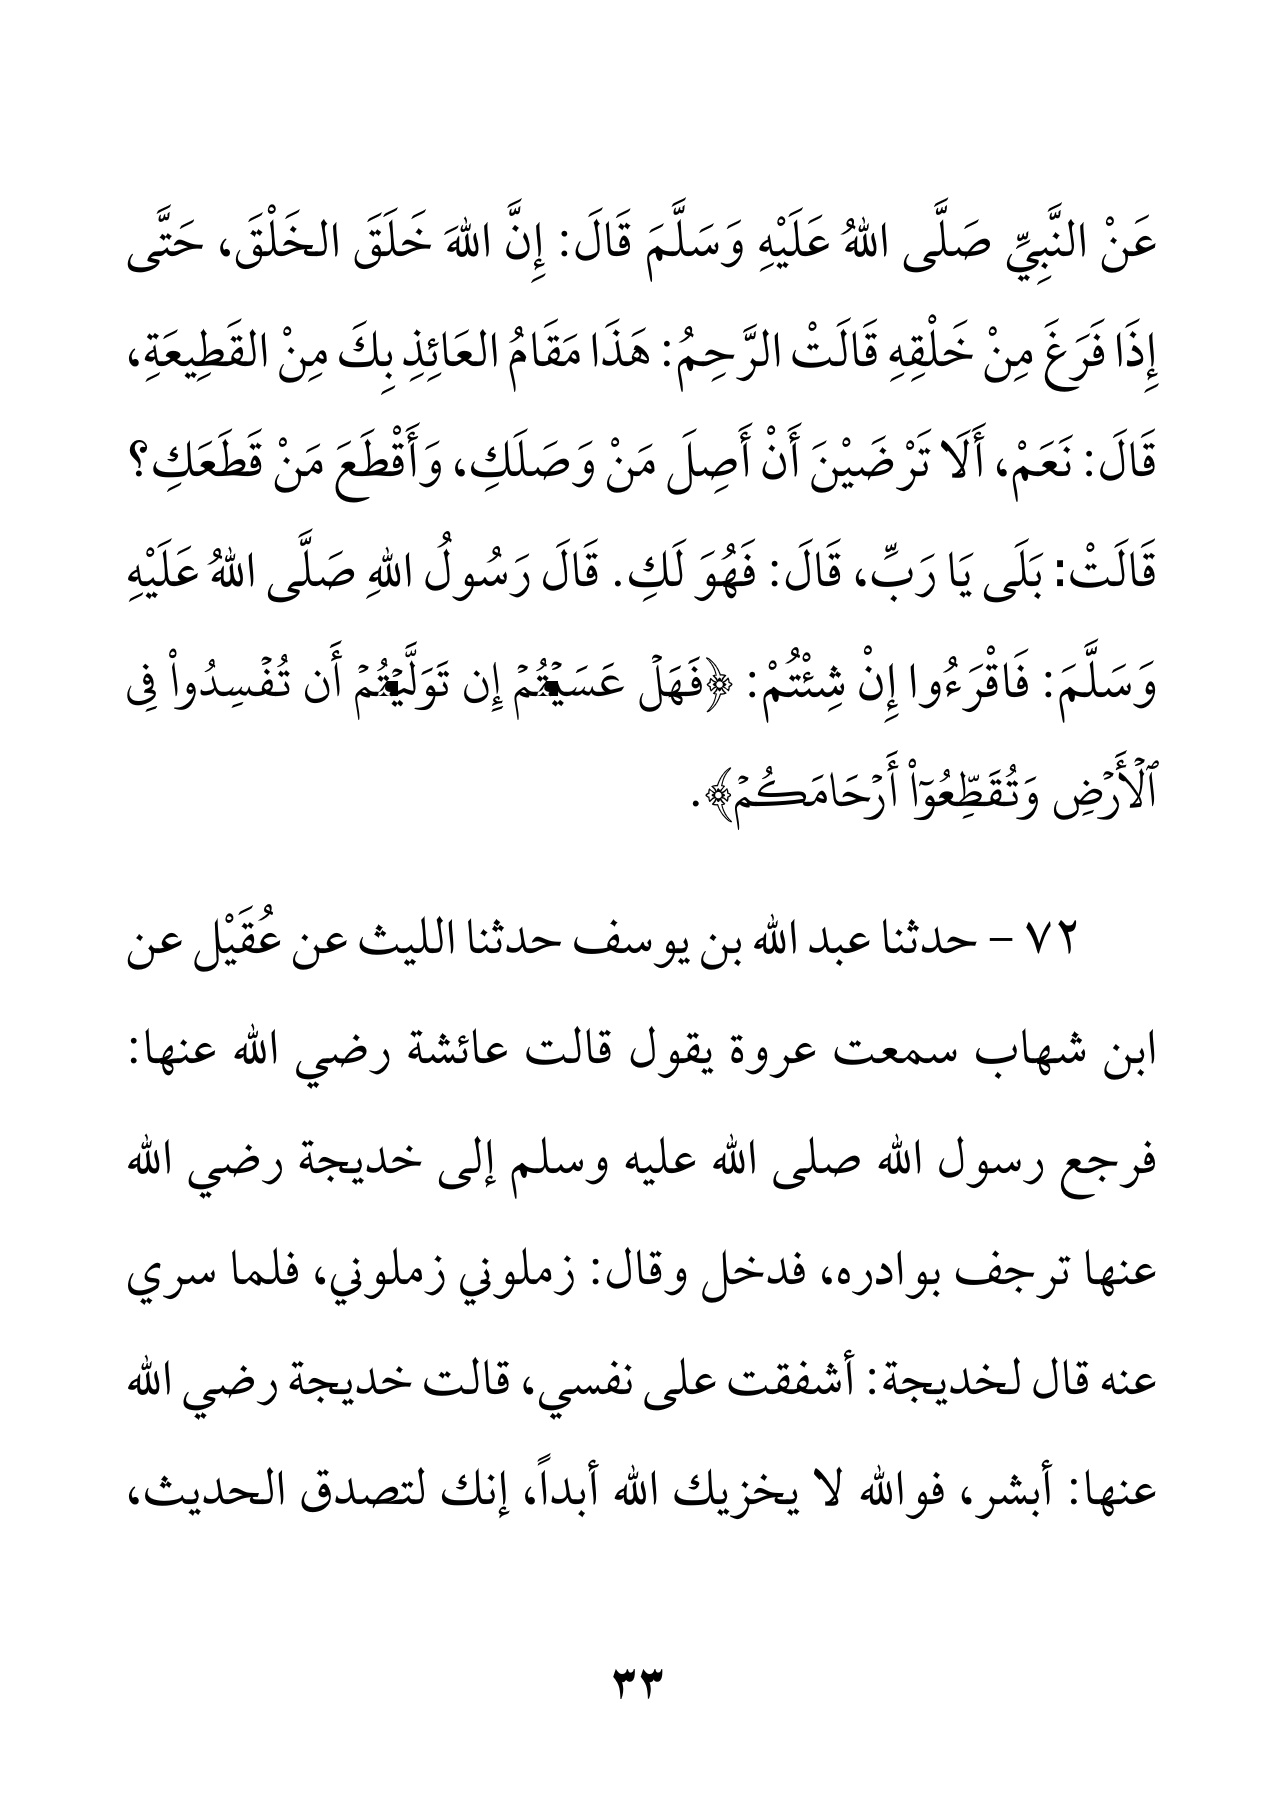 عَنْ النَّبِيِّ صَلَّى اللهُ عَلَيْهِ وَسَلَّمَ قَالَ: إِنَّ اللهَ خَلَقَ الخَلْقَ، حَتَّى
إِذَا فَرَغَ مِنْ خَلْقِهِ قَالَتْ الرَّحِمُ: هَذَا مَقَامُ العَائِذِ بِكَ مِنْ القَطِيعَةِ،
قَالَ: نَعَمْ، أَلَا تَرْضَيْنَ أَنْ أَصِلَ مَنْ وَصَلَكِ، وَأَقْطَعَ مَنْ قَطَعَكِ؟
قَالَتْ: بَلَى يَا رَبِّ، قَالَ: فَهُوَ لَكِ. قَالَ رَسُولُ اللهِ صَلَّى اللهُ عَلَيْهِ
وَسَلَّمَ: فَاقْرَءُوا إِنْ شِئْتُمْ: ﴿فَهَلۡ عَسَيۡتُمۡ إِن تَوَلَّيۡتُمۡ أَن تُفۡسِدُواْ فِي
ٱلۡأَرۡضِ وَتُقَطِّعُوٓاْ أَرۡحَامَكُمۡ﴾.
٧٢ – حدثنا عبد الله بن يوسف حدثنا الليث عن عُقَيْل عن
ابن شهاب سمعت عروة يقول قالت عائشة رضي الله عنها:
فرجع رسول الله صلى الله عليه وسلم إلى خديجة رضي الله
عنها ترجف بوادره، فدخل وقال: زملوني زملوني، فلما سري
عنه قال لخديجة: أشفقت على نفسي، قالت خديجة رضي الله
عنها: أبشر، فوالله لا يخزيك الله أبداً، إنك لتصدق الحديث،
٣٣